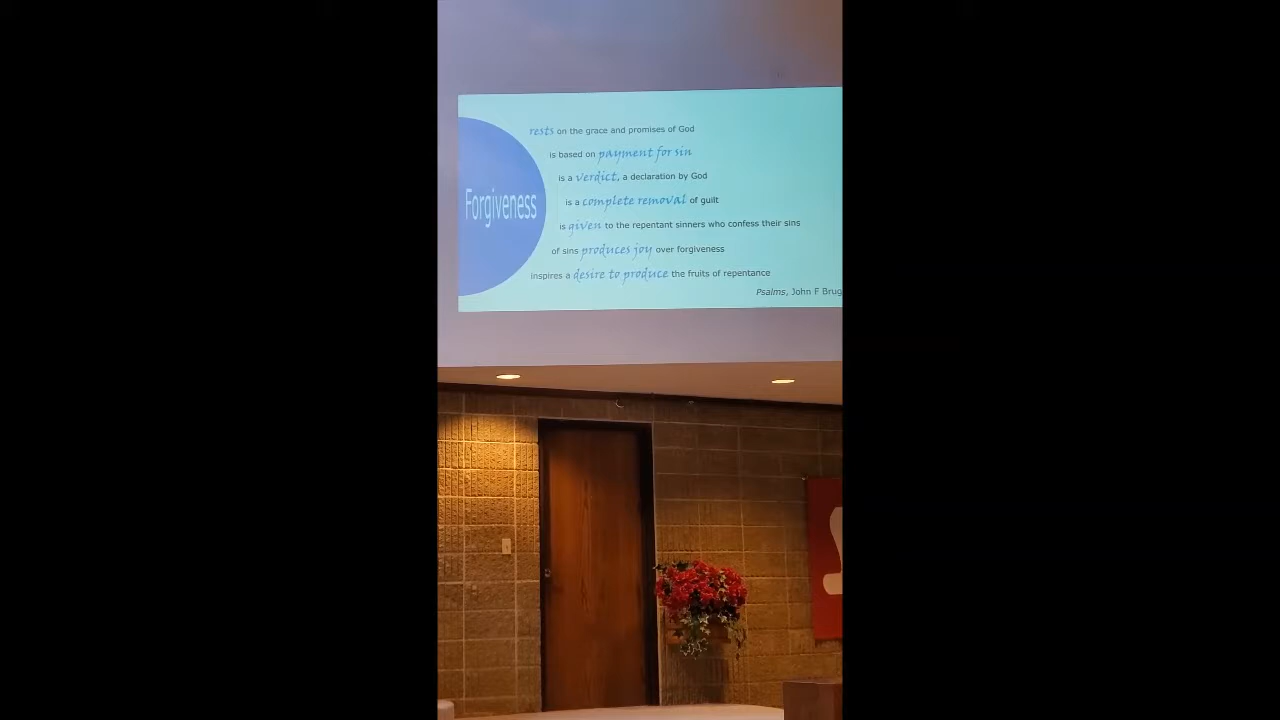 rests on the grace and promises of God
is based on payment for sin
is a verdict, a declaration by God
is a complete removal of guilt
Forgiveness
is given to the repentant sinners who confess their sins
of sins produces joy over forgiveness
inspires a desire to produce the fruits of repentance
Psalms, John F Brug